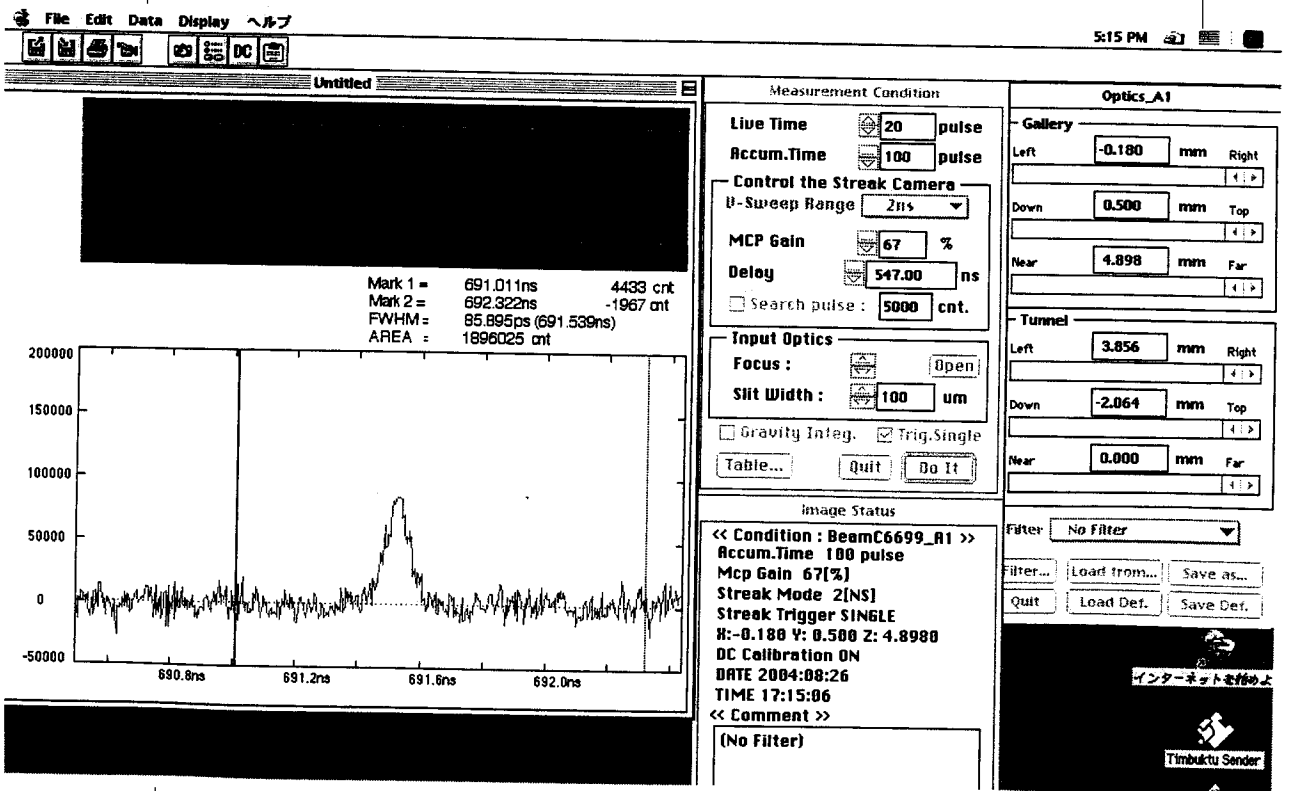 File Edit Data Display ヘルプ
5:15 PM
DC
Untitled
Mark 1 = 691.011ns 4433 cnt
Mark 2 = 692.322ns -1967 cnt
FWHM = 85.895ps (691.539ns)
AREA = 1896025 cnt
200000
150000
100000
50000
0
-50000
690.8ns 691.2ns 691.6ns 692.0ns
Measurement Condition
Live Time 20 pulse
Accum.Time 100 pulse
Control the Streak Camera
V-Sweep Range 2ns
MCP Gain 67 %
Delay 547.00 ns
Search pulse : 5000 cnt.
Input Optics
Focus : Open
Slit Width : 100 um
Gravity Integ. Trig.Single
Table... Quit Do It
Image Status
<< Condition : BeamC6699_A1 >>
Accum.Time 100 pulse
Mcp Gain 67[%]
Streak Mode 2[NS]
Streak Trigger SINGLE
X:-0.180 Y: 0.500 Z: 4.8980
DC Calibration ON
DATE 2004:08:26
TIME 17:15:06
<< Comment >>
(No Filter)
Optics_A1
Gallery
Left -0.180 mm Right
Down 0.500 mm Top
Near 4.898 mm Far
Tunnel
Left 3.856 mm Right
Down -2.064 mm Top
Near 0.000 mm Far
Filter No Filter
Filter... Load from... Save as...
Quit Load Def. Save Def.
インターネットを始めよ
Timbuktu Sender